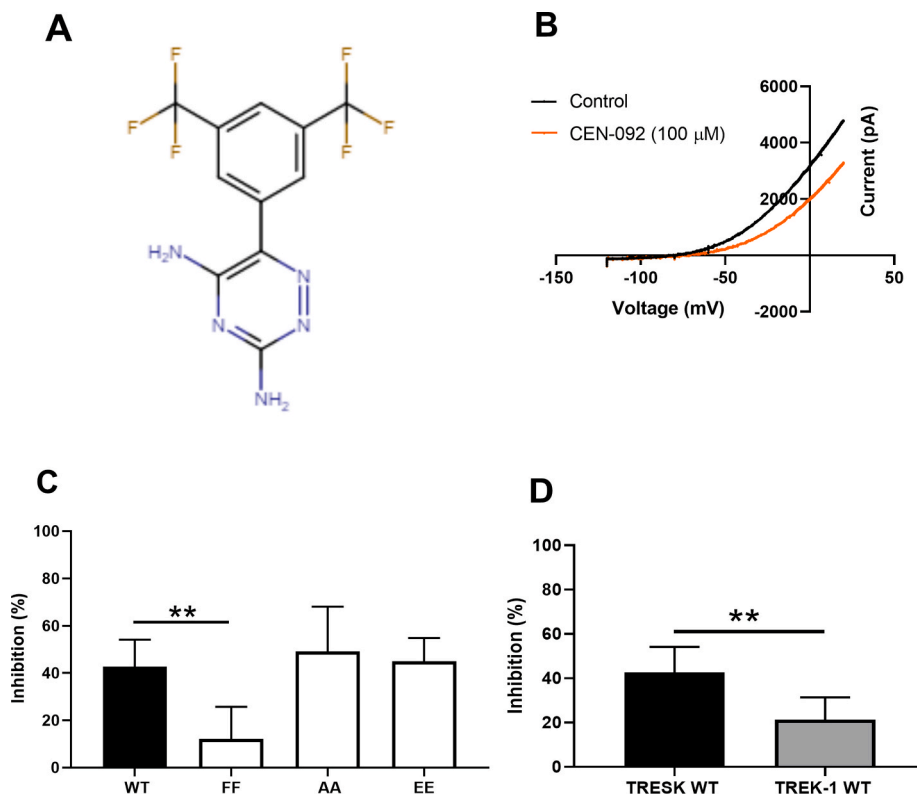 A
F
F
F
F
F
F
H₂N
N
N
N
NH₂
B
Control
CEN-092 (100 μM)
6000
4000
2000
-2000
Current (pA)
-150
-100
-50
50
Voltage (mV)
C
100
80
60
40
20
0
Inhibition (%)
**
WT
FF
AA
EE
D
100
80
60
40
20
0
Inhibition (%)
**
TRESK WT
TREK-1 WT